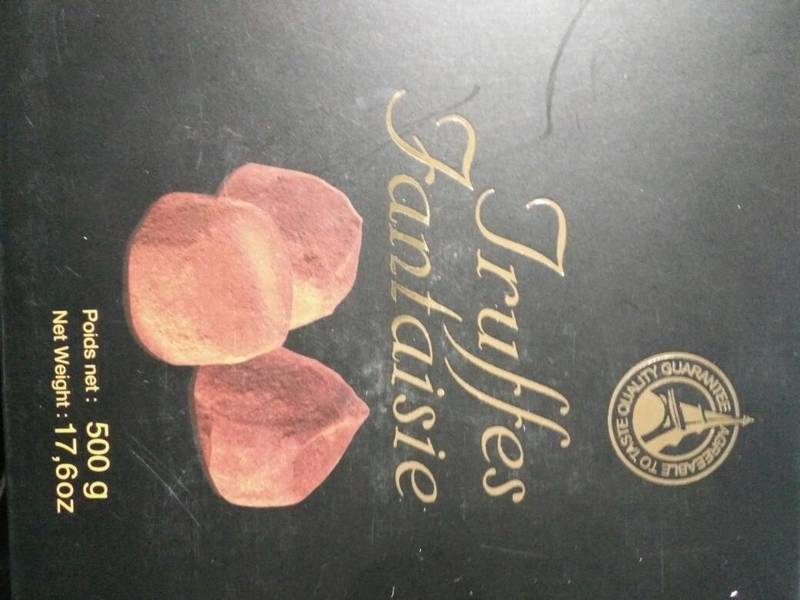 QUALITY GUARANTEE
AGREEABLE TO TASTE
Truffes
Fantaisie
Poids net : 500 g
Net Weight : 17,6oz